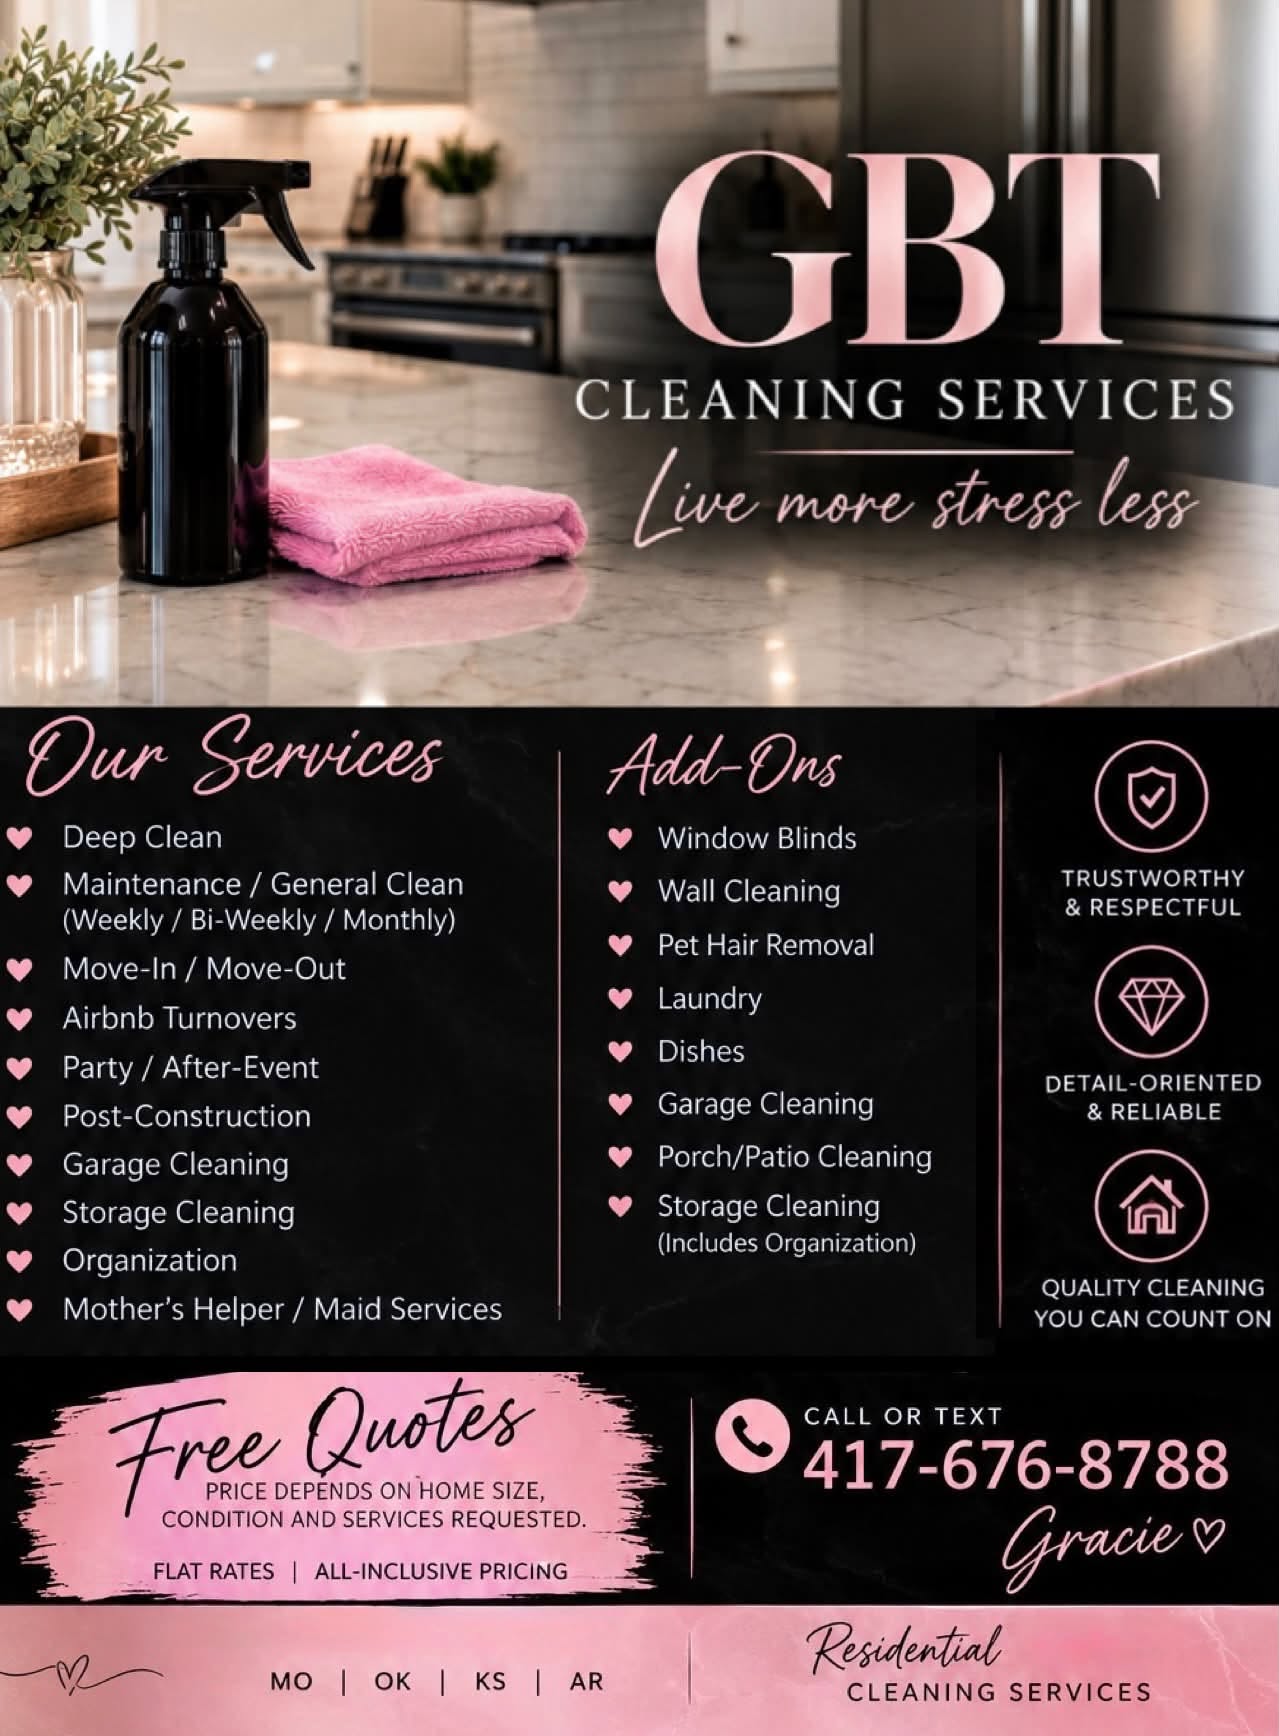 GBT
CLEANING SERVICES
Live more stress less
Our Services
Deep Clean
Maintenance / General Clean
(Weekly / Bi-Weekly / Monthly)
Move-In / Move-Out
Airbnb Turnovers
Party / After-Event
Post-Construction
Garage Cleaning
Storage Cleaning
Organization
Mother's Helper / Maid Services
Add-Ons
Window Blinds
Wall Cleaning
Pet Hair Removal
Laundry
Dishes
Garage Cleaning
Porch/Patio Cleaning
Storage Cleaning
(Includes Organization)
TRUSTWORTHY
& RESPECTFUL
DETAIL-ORIENTED
& RELIABLE
QUALITY CLEANING
YOU CAN COUNT ON
Free Quotes
PRICE DEPENDS ON HOME SIZE,
CONDITION AND SERVICES REQUESTED.
FLAT RATES | ALL-INCLUSIVE PRICING
CALL OR TEXT
417-676-8788
Gracie
MO | OK | KS | AR
Residential
CLEANING SERVICES